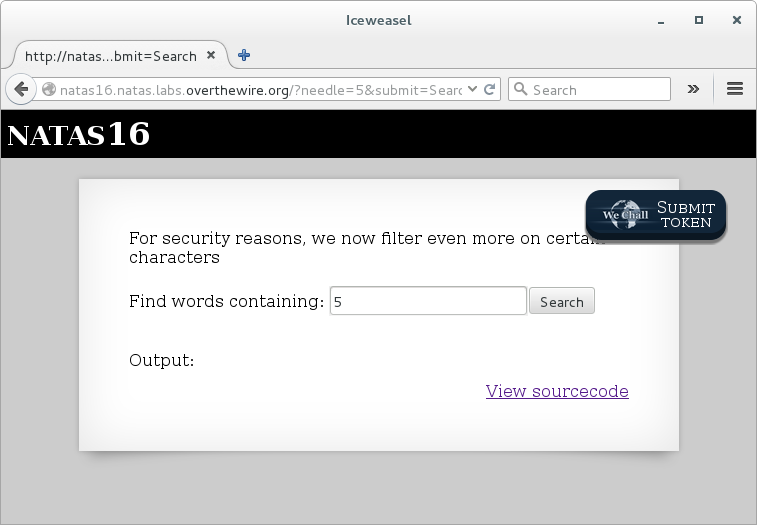 Iceweasel
http://natas...bmit=Search
natas16.natas.labs.overthewire.org/?needle=5&submit=Searc
Search
NATAS16
We Chall
SUBMIT
TOKEN
For security reasons, we now filter even more on certain
characters
Find words containing: 5 Search
Output:
View sourcecode